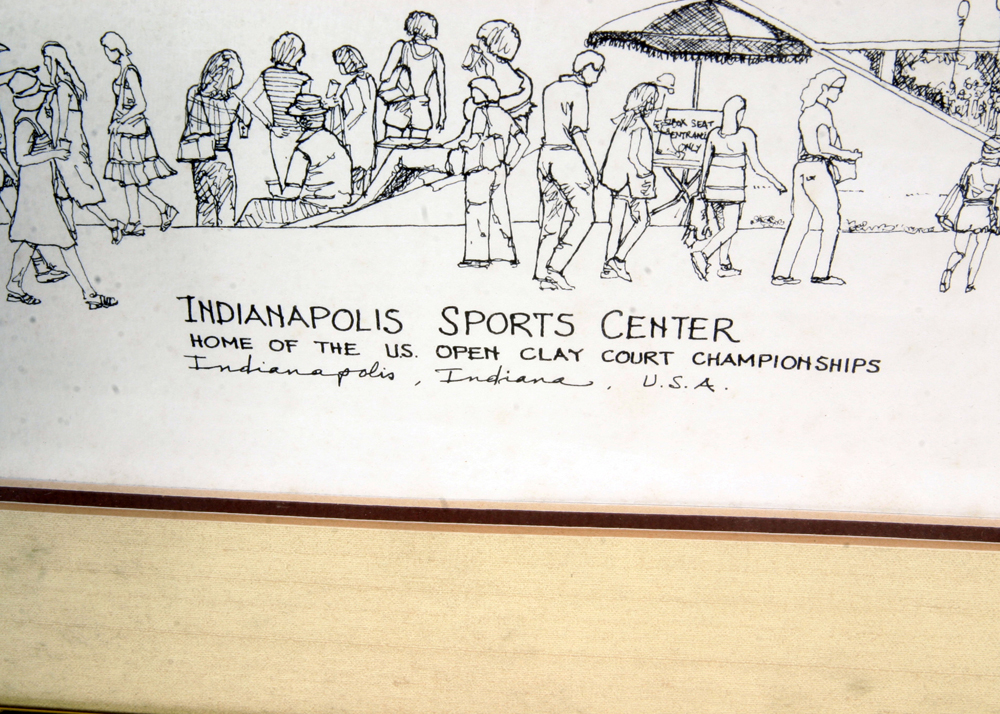 BOX SEAT
ENTRANCE
ONLY
INDIANAPOLIS SPORTS CENTER
HOME OF THE U.S. OPEN CLAY COURT CHAMPIONSHIPS
Indianapolis, Indiana, U.S.A.